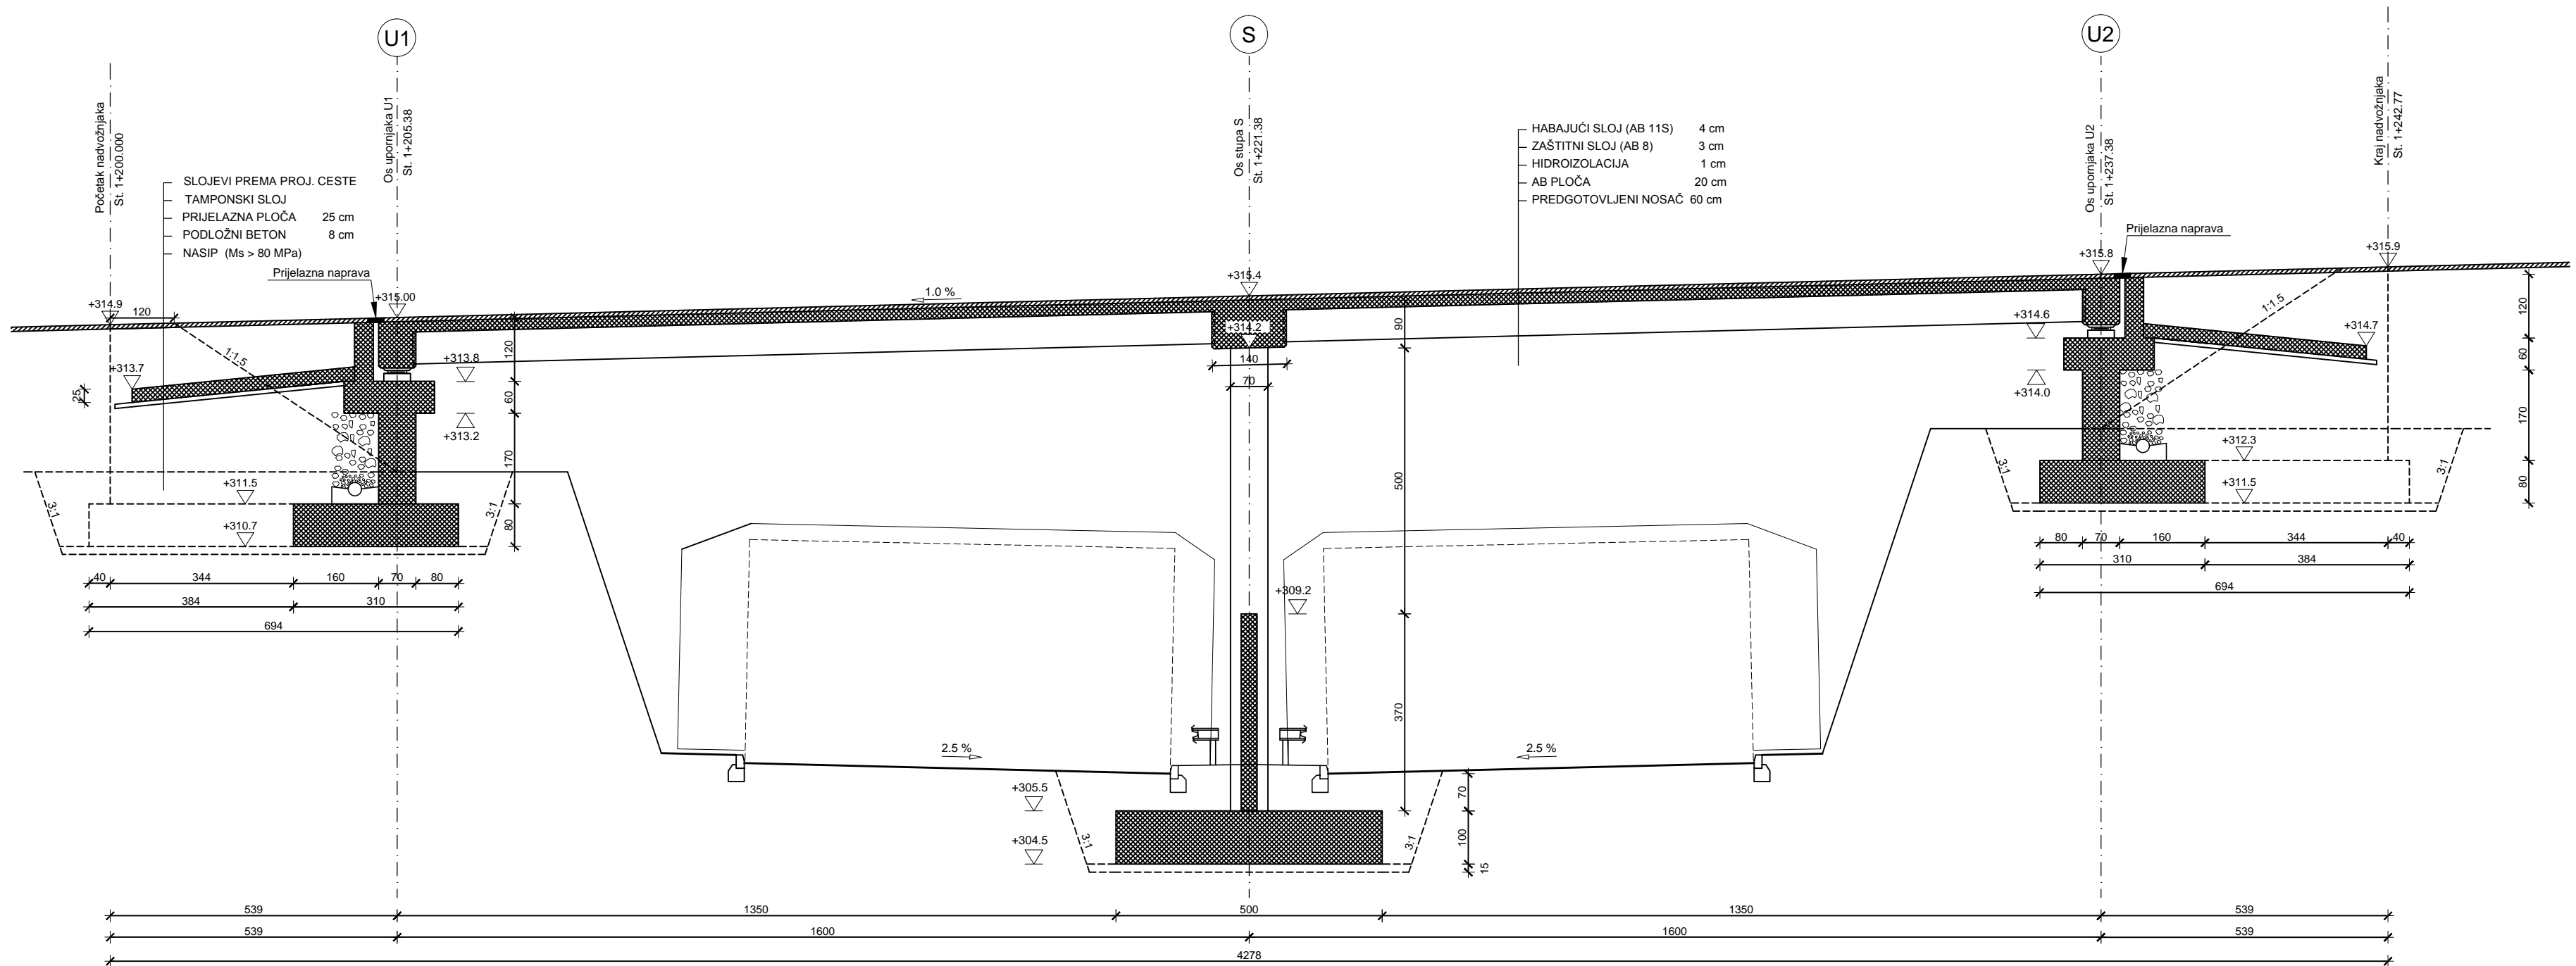 U1
S
U2
Početak nadvožnjaka
St. 1+200.000
Os upornjaka U1
St. 1+205.38
Os stupa S
St. 1+221.38
Os upornjaka U2
St. 1+237.38
Kraj nadvožnjaka
St. 1+242.77
SLOJEVI PREMA PROJ. CESTE
TAMPONSKI SLOJ
PRIJELAZNA PLOČA 25 cm
PODLOŽNI BETON 8 cm
NASIP (Ms > 80 MPa)
Prijelazna naprava
HABAJUĆI SLOJ (AB 11S) 4 cm
ZAŠTITNI SLOJ (AB 8) 3 cm
HIDROIZOLACIJA 1 cm
AB PLOČA 20 cm
PREDGOTOVLJENI NOSAČ 60 cm
Prijelazna naprava
+314.9
120
+315.00
1.0 %
+315.4
+315.8
+315.9
1:1.5
+313.7
25
+313.8
+313.2
120
60
170
80
+311.5
+310.7
3:1
3:1
40
344
160
70
80
384
310
694
+314.2
140
70
90
500
370
+309.2
2.5 %
2.5 %
+305.5
+304.5
3:1
3:1
70
100
15
+314.6
+314.0
1:1.5
+314.7
120
60
170
80
+312.3
+311.5
3:1
3:1
80
70
160
344
40
310
384
694
539
1350
500
1350
539
539
1600
1600
539
4278